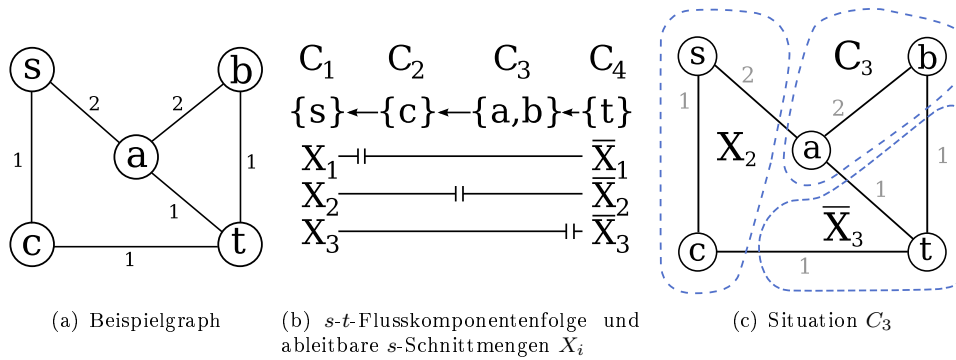 s
b
2
2
a
1
1
1
c
t
1
(a) Beispielgraph
C₁ C₂ C₃ C₄
{s} {c} {a,b} {t}
X₁ X̅₁
X₂ X̅₂
X₃ X̅₃
(b) s-t-Flusskomponentenfolge und
ableitbare s-Schnittmengen Xᵢ
s
C₃
b
2
1
2
X₂
a
1
1
X̅₃
c
t
1
(c) Situation C₃